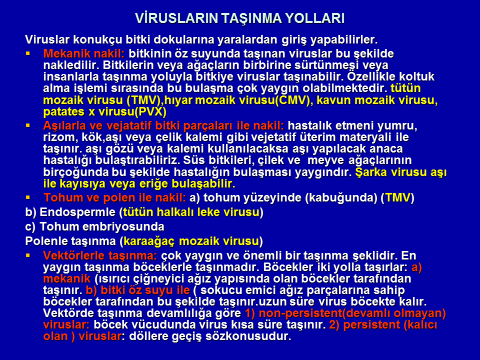 VİRUSLARIN TAŞINMA YOLLARI
Viruslar konukçu bitki dokularına yaralardan giriş yapabilirler.
Mekanik nakil: bitkinin öz suyunda taşınan viruslar bu şekilde
nakledilir. Bitkilerin veya ağaçların birbirine sürtünmesi veya
insanlarla taşınma yoluyla bitkiye viruslar taşınabilir. Özellikle koltuk
alma işlemi sırasında bu bulaşma çok yaygın olabilmektedir. tütün
mozaik virusu (TMV),hıyar mozaik virusu(CMV), kavun mozaik virusu,
patates x virusu(PVX)
Aşılarla ve vejatatif bitki parçaları ile nakil: hastalık etmeni yumru,
rizom, kök,aşı veya çelik kalemi gibi vejetatif üterim materyali ile
taşınır. aşı gözü veya kalemi kullanılacaksa aşı yapılacak anaca
hastalığı bulaştırabiliriz. Süs bitkileri, çilek ve meyve ağaçlarının
birçoğunda bu şekilde hastalığın bulaşması yaygındır. Şarka virusu aşı
ile kayısıya veya eriğe bulaşabilir.
Tohum ve polen ile nakil: a) tohum yüzeyinde (kabuğunda) (TMV)
b) Endospermle (tütün halkalı leke virusu)
c) Tohum embriyosunda
Polenle taşınma (karaağaç mozaik virusu)
Vektörlerle taşınma: çok yaygın ve önemli bir taşınma şeklidir. En
yaygın taşınma böceklerle taşınmadır. Böcekler iki yolla taşırlar: a)
mekanik (ısırıcı çiğneyici ağız yapısında olan böcekler tarafından
taşınır. b) bitki öz suyu ile ( sokucu emici ağız parçalarına sahip
böcekler tarafından bu şekilde taşınır.uzun süre virus böcekte kalır.
Vektörde taşınma devamlılığa göre 1) non-persistent(devamlı olmayan)
viruslar: böcek vücudunda virus kısa süre taşınır. 2) persistent (kalıcı
olan ) viruslar: döllere geçiş sözkonusudur.